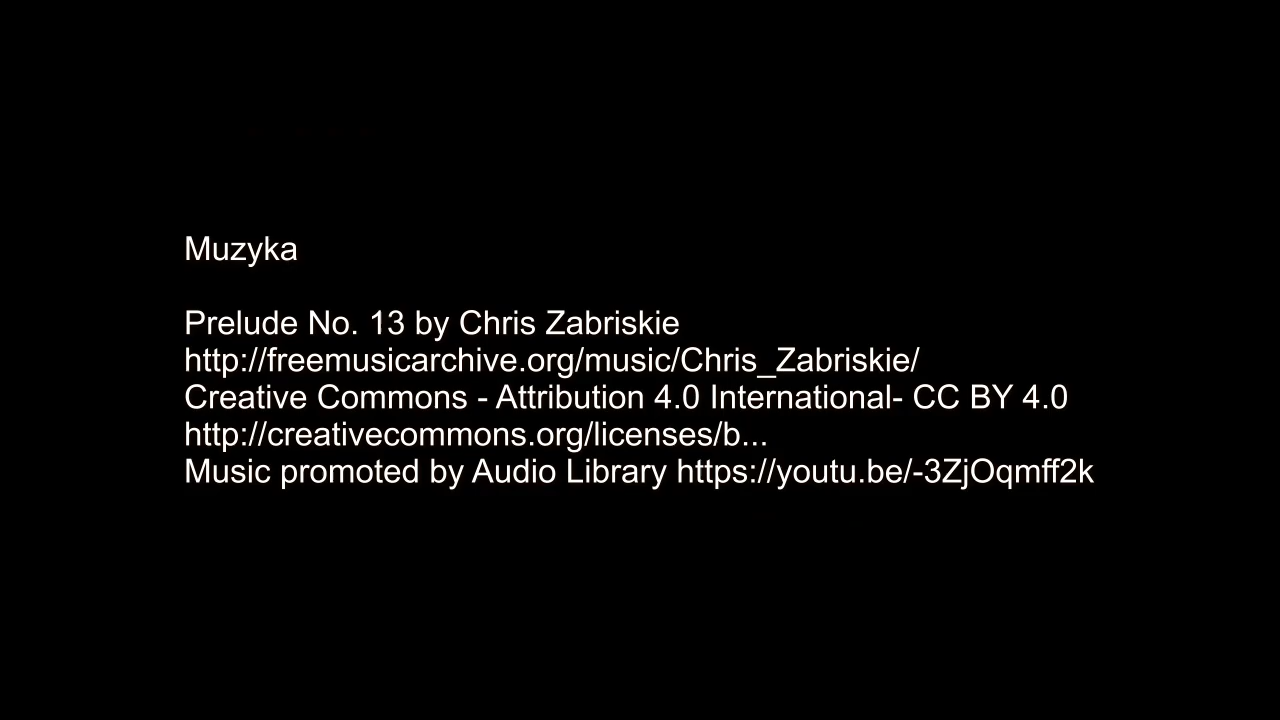 Muzyka
Prelude No. 13 by Chris Zabriskie
http://freemusicarchive.org/music/Chris_Zabriskie/
Creative Commons - Attribution 4.0 International- CC BY 4.0
http://creativecommons.org/licenses/b...
Music promoted by Audio Library https://youtu.be/-3ZjOqmff2k